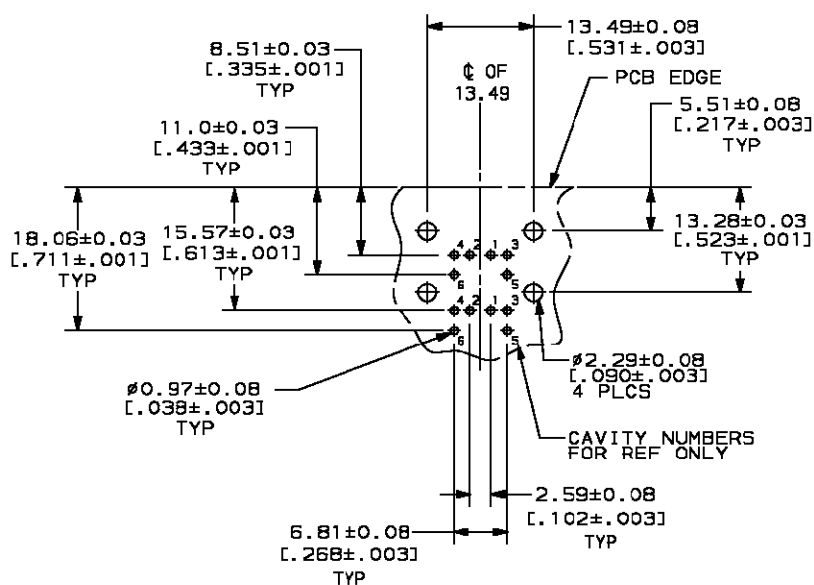 13.49±0.08
[.531±.003]
8.51±0.03
[.335±.001]
TYP
℄ OF
13.49
PCB EDGE
5.51±0.08
[.217±.003]
TYP
11.0±0.03
[.433±.001]
TYP
18.06±0.03
[.711±.001]
TYP
15.57±0.03
[.613±.001]
TYP
13.28±0.03
[.523±.001]
TYP
4 2 1 3
6 5
4 2 1 3
6 5
ø2.29±0.08
[.090±.003]
4 PLCS
ø0.97±0.08
[.038±.003]
TYP
CAVITY NUMBERS
FOR REF ONLY
2.59±0.08
[.102±.003]
TYP
6.81±0.08
[.268±.003]
TYP